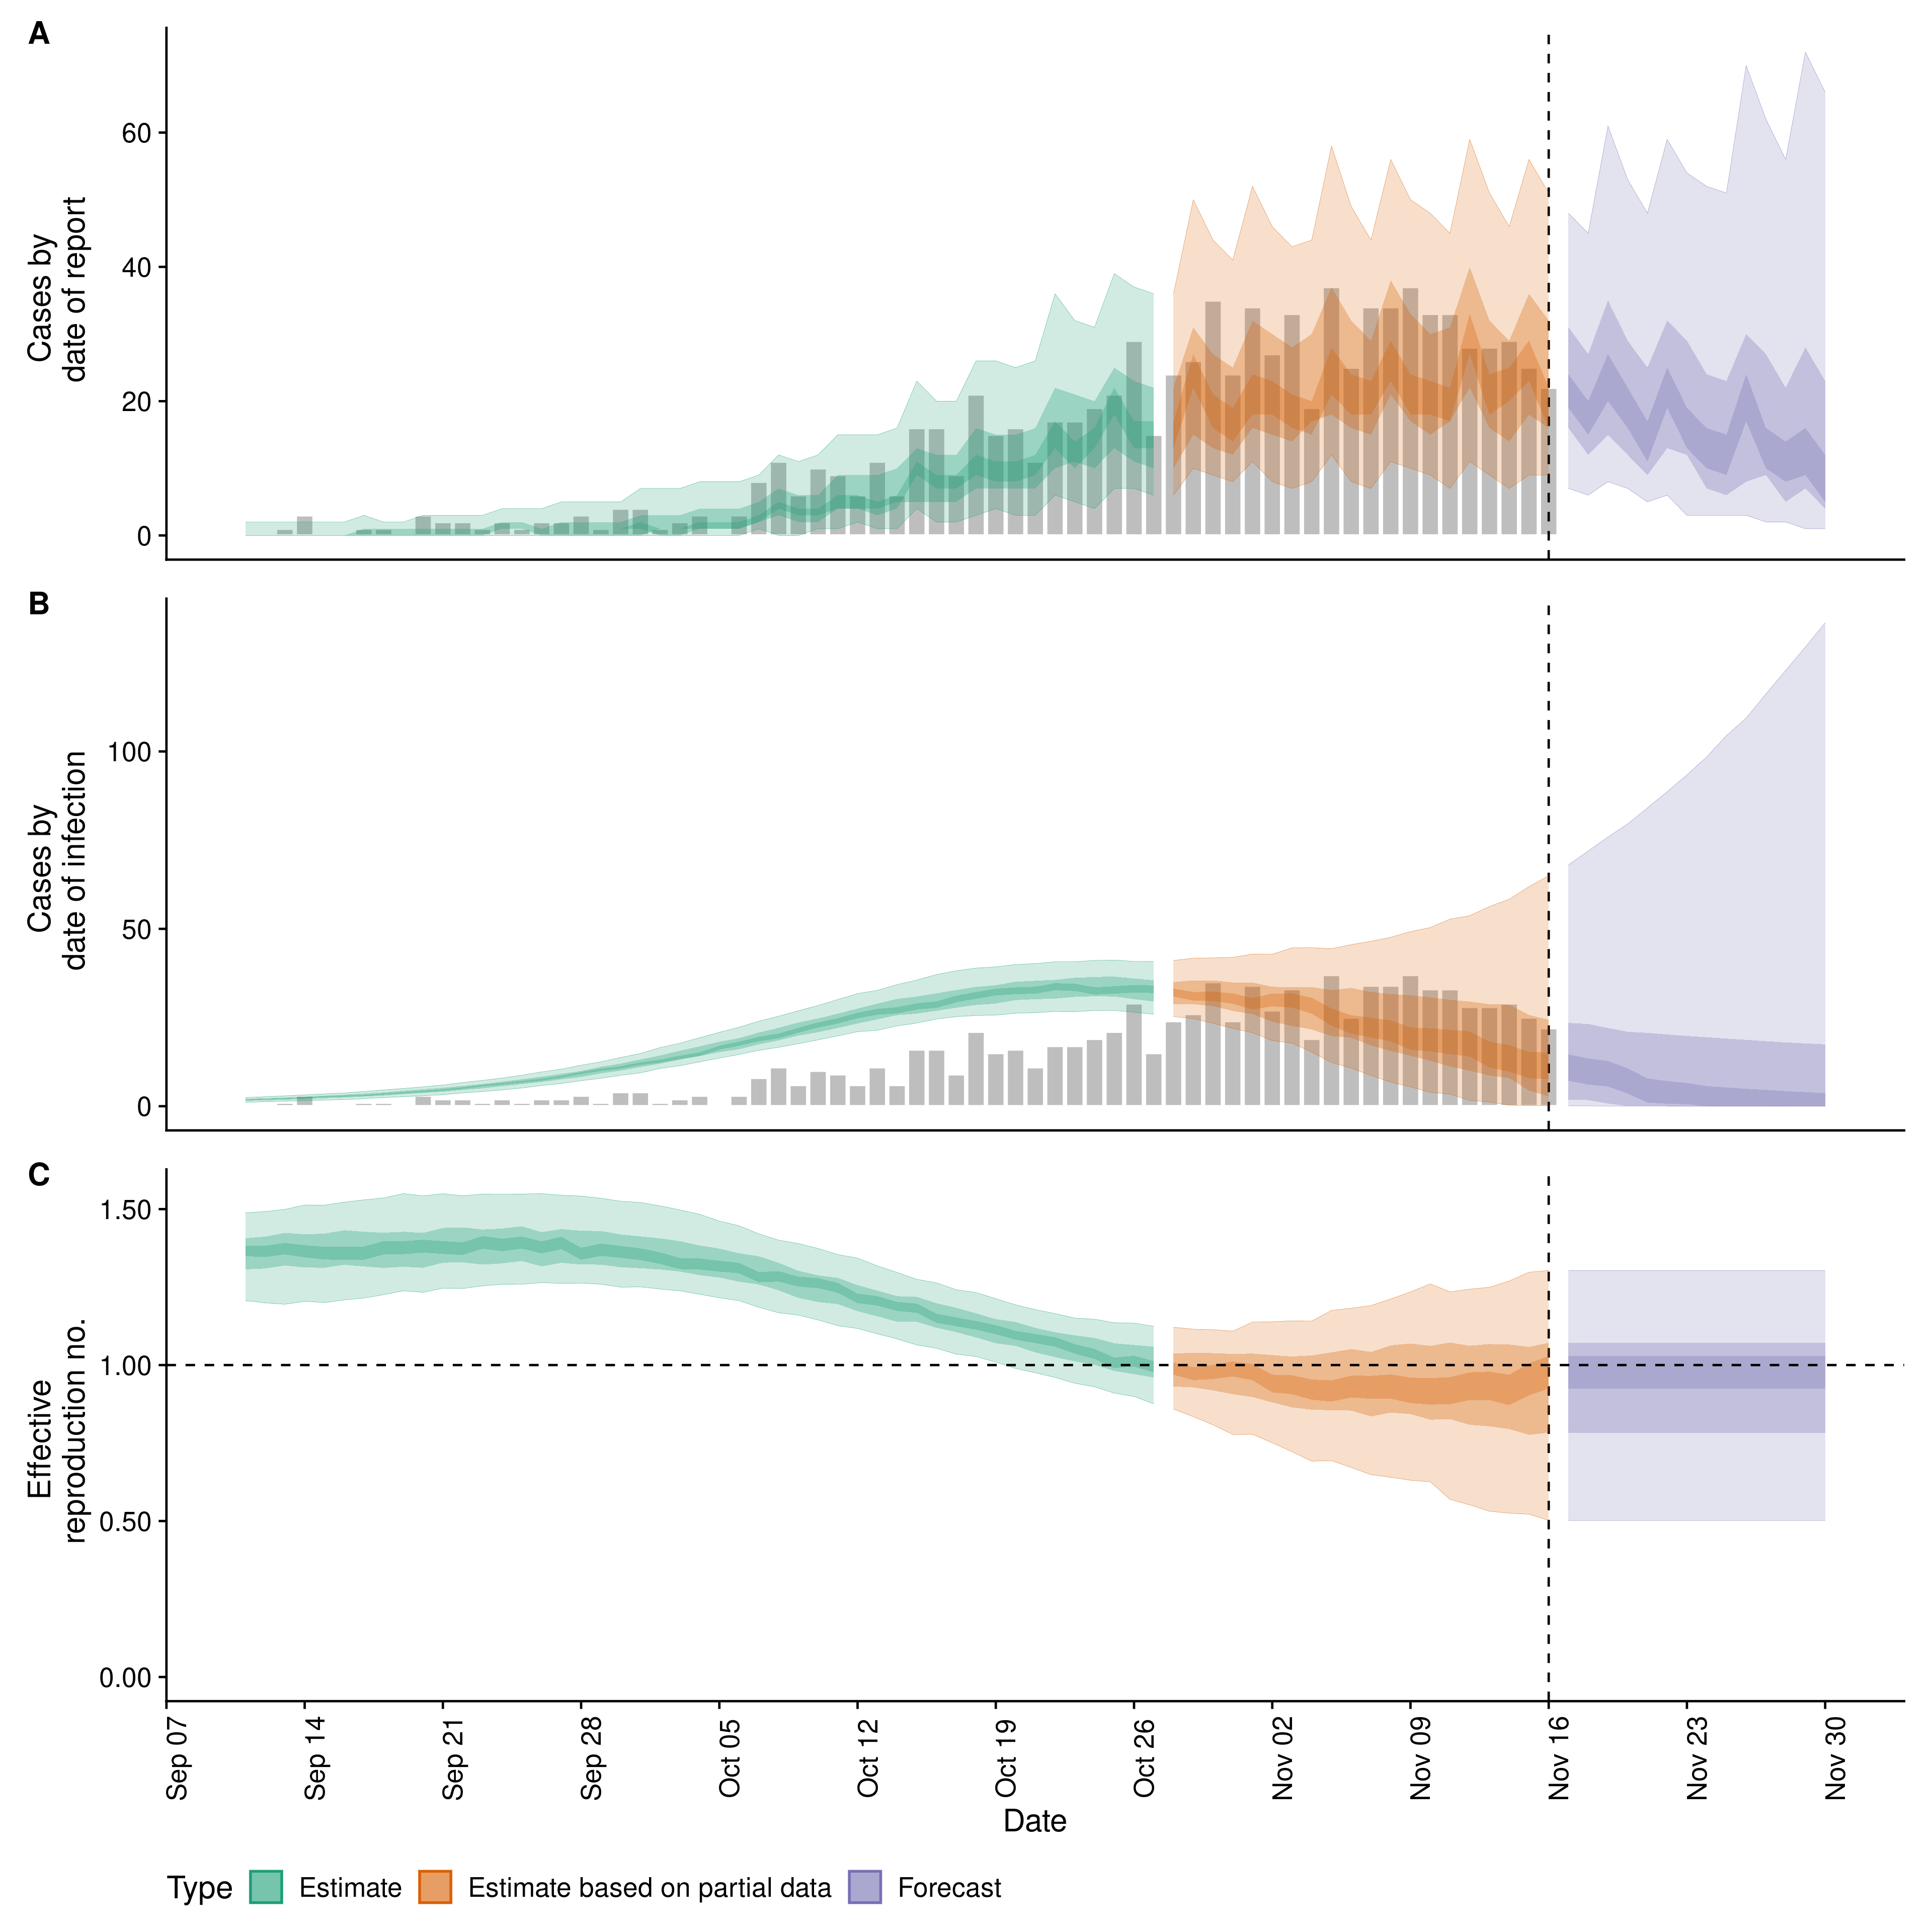 A
Cases by
date of report
60
40
20
0
B
Cases by
date of infection
100
50
0
C
Effective
reproduction no.
1.50
1.00
0.50
0.00
Sep 07
Sep 14
Sep 21
Sep 28
Oct 05
Oct 12
Oct 19
Oct 26
Nov 02
Nov 09
Nov 16
Nov 23
Nov 30
Date
Type Estimate Estimate based on partial data Forecast